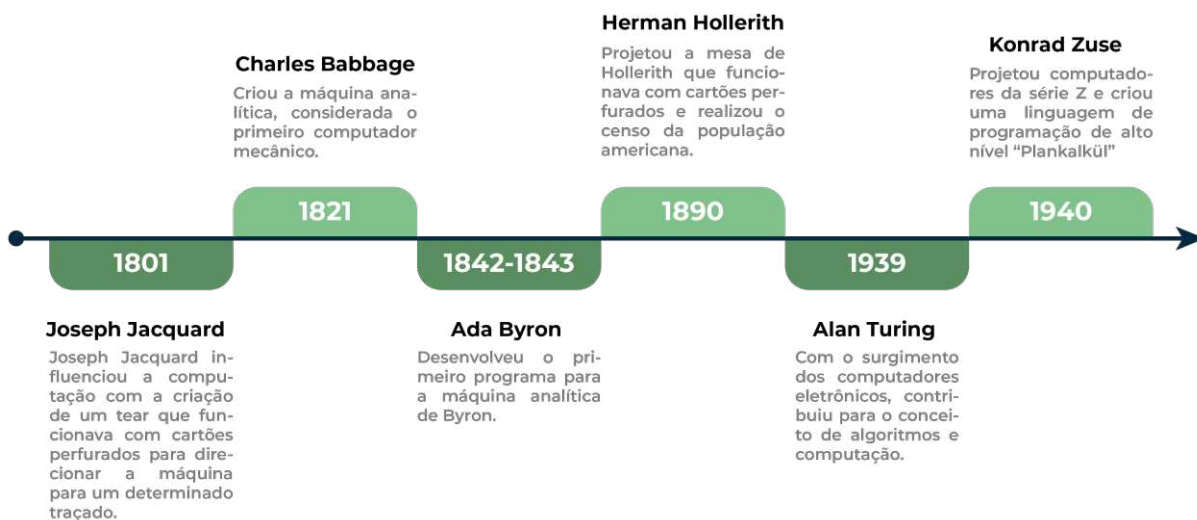 Joseph Jacquard
1801
Joseph Jacquard in-
fluenciou a compu-
tação com a criação
de um tear que fun-
cionava com cartões
perfurados para dire-
cionar a máquina
para um determinado
traçado.
Charles Babbage
Criou a máquina ana-
lítica, considerada o
primeiro computador
mecânico.
1821
1842-1843
Ada Byron
Desenvolveu o pri-
meiro programa para
a máquina analítica
de Byron.
Herman Hollerith
Projetou a mesa de
Hollerith que funcio-
nava com cartões per-
furados e realizou o
censo da população
americana.
1890
1939
Alan Turing
Com o surgimento
dos computadores
eletrônicos, contri-
buiu para o concei-
to de algoritmos e
computação.
Konrad Zuse
Projetou computado-
res da série Z e criou
uma linguagem de
programação de alto
nível “Plankalkül”
1940